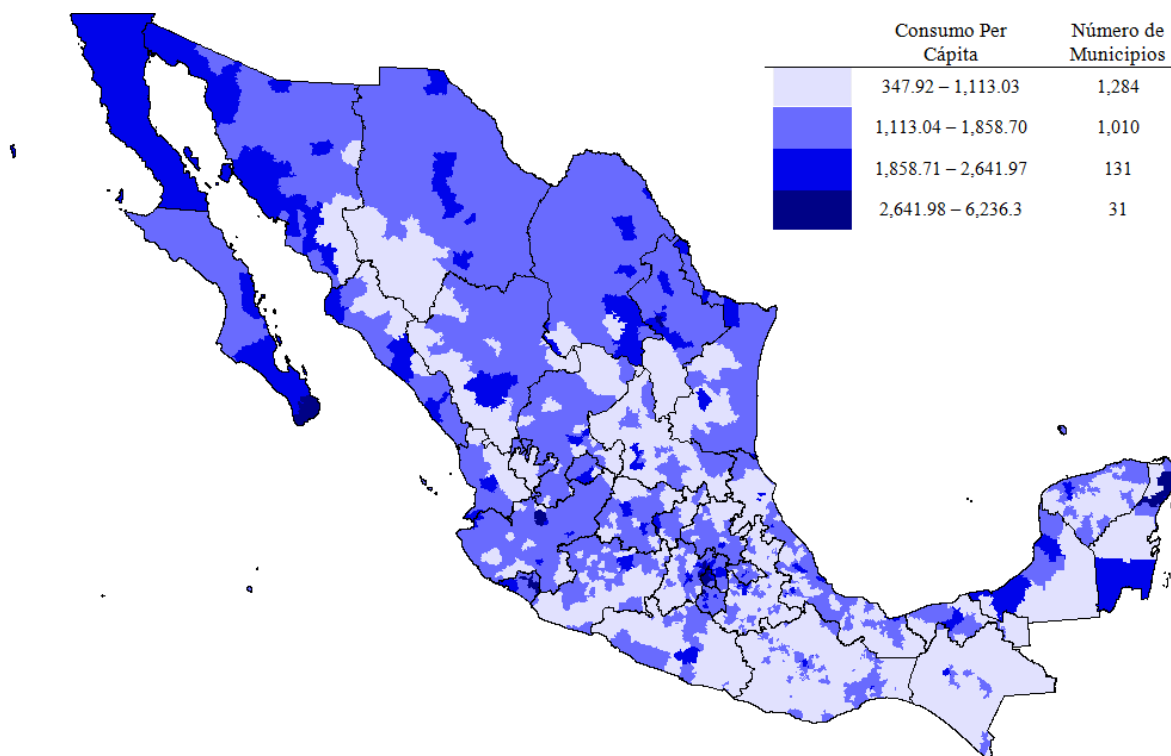 Consumo Per Número de
Cápita Municipios
347.92 – 1,113.03 1,284
1,113.04 – 1,858.70 1,010
1,858.71 – 2,641.97 131
2,641.98 – 6,236.3 31